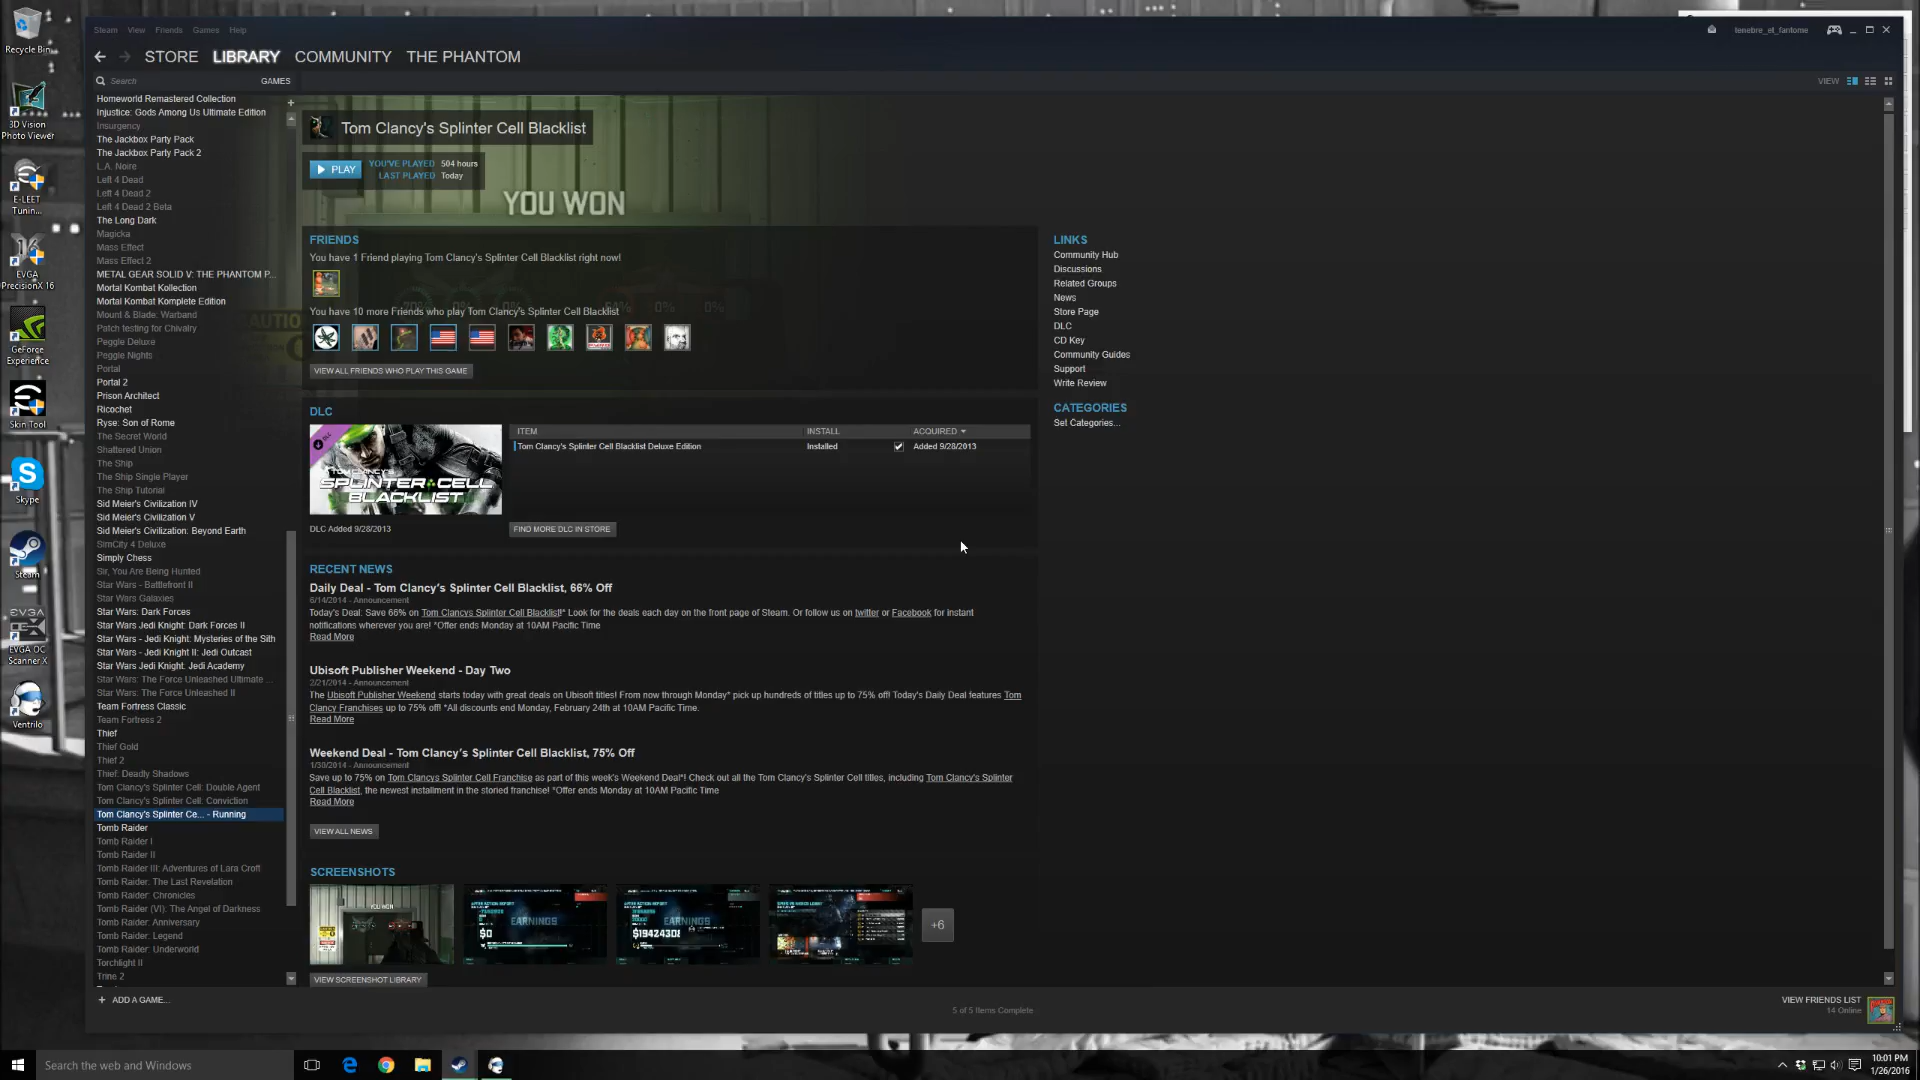 Recycle Bin
3D Vision
Photo Viewer
E-LEET
Tunin...
EVGA
PrecisionX 16
GeForce
Experience
Skin Tool
Skype
Steam
EVGA OC
Scanner X
Ventrilo
Steam View Friends Games Help
tenebre_et_fantome
STORE LIBRARY COMMUNITY THE PHANTOM
Search GAMES
VIEW
Homeworld Remastered Collection
Injustice: Gods Among Us Ultimate Edition
Insurgency
The Jackbox Party Pack
The Jackbox Party Pack 2
L.A. Noire
Left 4 Dead
Left 4 Dead 2
Left 4 Dead 2 Beta
The Long Dark
Magicka
Mass Effect
Mass Effect 2
METAL GEAR SOLID V: THE PHANTOM P...
Mortal Kombat Kollection
Mortal Kombat Komplete Edition
Mount & Blade: Warband
Patch testing for Chivalry
Peggle Deluxe
Peggle Nights
Portal
Portal 2
Prison Architect
Ricochet
Ryse: Son of Rome
The Secret World
Shattered Union
The Ship
The Ship Single Player
The Ship Tutorial
Sid Meier's Civilization IV
Sid Meier's Civilization V
Sid Meier's Civilization: Beyond Earth
SimCity 4 Deluxe
Simply Chess
Sir, You Are Being Hunted
Star Wars - Battlefront II
Star Wars Galaxies
Star Wars: Dark Forces
Star Wars Jedi Knight: Dark Forces II
Star Wars - Jedi Knight: Mysteries of the Sith
Star Wars - Jedi Knight II: Jedi Outcast
Star Wars Jedi Knight: Jedi Academy
Star Wars: The Force Unleashed Ultimate ...
Star Wars: The Force Unleashed II
Team Fortress Classic
Team Fortress 2
Thief
Thief Gold
Thief 2
Thief: Deadly Shadows
Tom Clancy's Splinter Cell: Double Agent
Tom Clancy's Splinter Cell: Conviction
Tom Clancy's Splinter Ce... - Running
Tomb Raider
Tomb Raider I
Tomb Raider II
Tomb Raider III: Adventures of Lara Croft
Tomb Raider: The Last Revelation
Tomb Raider: Chronicles
Tomb Raider (VI): The Angel of Darkness
Tomb Raider: Anniversary
Tomb Raider: Legend
Tomb Raider: Underworld
Torchlight II
Trine 2
+ ADD A GAME...
Tom Clancy's Splinter Cell Blacklist
PLAY
YOU'VE PLAYED 504 hours
LAST PLAYED Today
YOU WON
FRIENDS
You have 1 Friend playing Tom Clancy's Splinter Cell Blacklist right now!
0% 0% 0% 0%
You have 10 more Friends who play Tom Clancy's Splinter Cell Blacklist
VIEW ALL FRIENDS WHO PLAY THIS GAME
DLC
DLC
TOM CLANCY'S
SPLINTER CELL
BLACKLIST
ITEM INSTALL ACQUIRED
Tom Clancy's Splinter Cell Blacklist Deluxe Edition Installed Added 9/28/2013
DLC Added 9/28/2013
FIND MORE DLC IN STORE
RECENT NEWS
Daily Deal - Tom Clancy's Splinter Cell Blacklist, 66% Off
6/14/2014 - Announcement
Today's Deal: Save 66% on Tom Clancys Splinter Cell Blacklist!* Look for the deals each day on the front page of Steam. Or follow us on twitter or Facebook for instant
notifications wherever you are! *Offer ends Monday at 10AM Pacific Time
Read More
Ubisoft Publisher Weekend - Day Two
2/21/2014 - Announcement
The Ubisoft Publisher Weekend starts today with great deals on Ubisoft titles! From now through Monday* pick up hundreds of titles up to 75% off! Today's Daily Deal features Tom
Clancy Franchises up to 75% off! *All discounts end Monday, February 24th at 10AM Pacific Time.
Read More
Weekend Deal - Tom Clancy's Splinter Cell Blacklist, 75% Off
1/30/2014 - Announcement
Save up to 75% on Tom Clancys Splinter Cell Franchise as part of this week's Weekend Deal*! Check out all the Tom Clancy's Splinter Cell titles, including Tom Clancy's Splinter
Cell Blacklist, the newest installment in the storied franchise! *Offer ends Monday at 10AM Pacific Time
Read More
VIEW ALL NEWS
SCREENSHOTS
YOU WON
EARNINGS
$0
EARNINGS
$19424308
+6
VIEW SCREENSHOT LIBRARY
LINKS
Community Hub
Discussions
Related Groups
News
Store Page
DLC
CD Key
Community Guides
Support
Write Review
CATEGORIES
Set Categories...
5 of 5 Items Complete
VIEW FRIENDS LIST
14 Online
Search the web and Windows
10:01 PM
1/26/2016